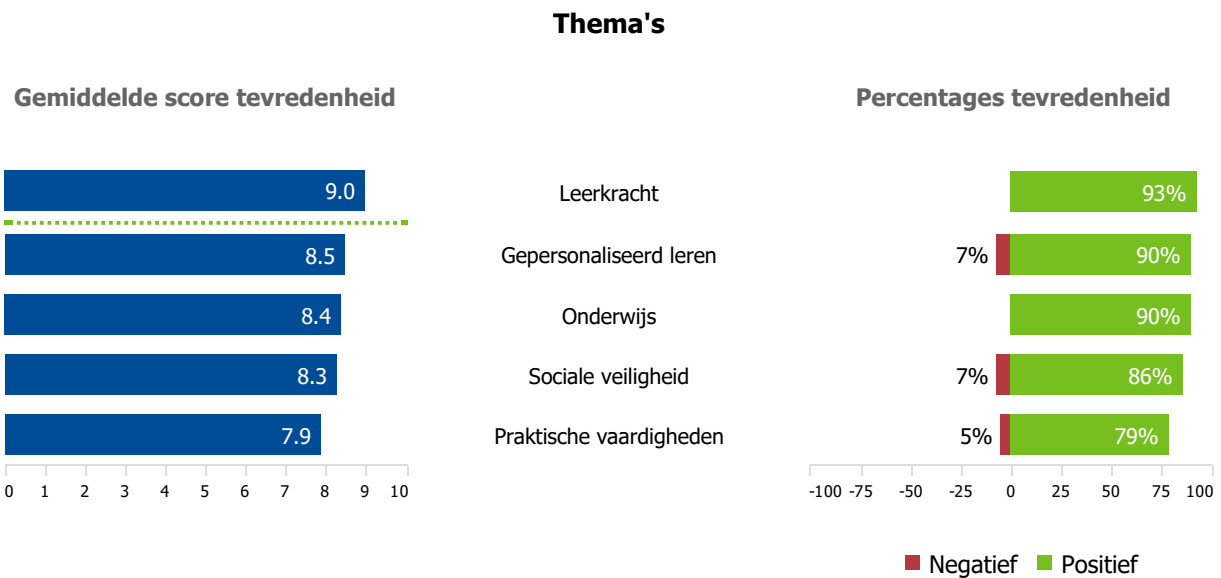 Thema's
Gemiddelde score tevredenheid Percentages tevredenheid
9.0 Leerkracht 93%
8.5 Gepersonaliseerd leren 7% 90%
8.4 Onderwijs 90%
8.3 Sociale veiligheid 7% 86%
7.9 Praktische vaardigheden 5% 79%
0 1 2 3 4 5 6 7 8 9 10 -100 -75 -50 -25 0 25 50 75 100
Negatief Positief